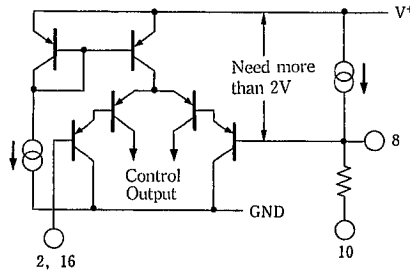 V⁺
Need more
than 2V
8
Control
Output
GND
2, 16
10